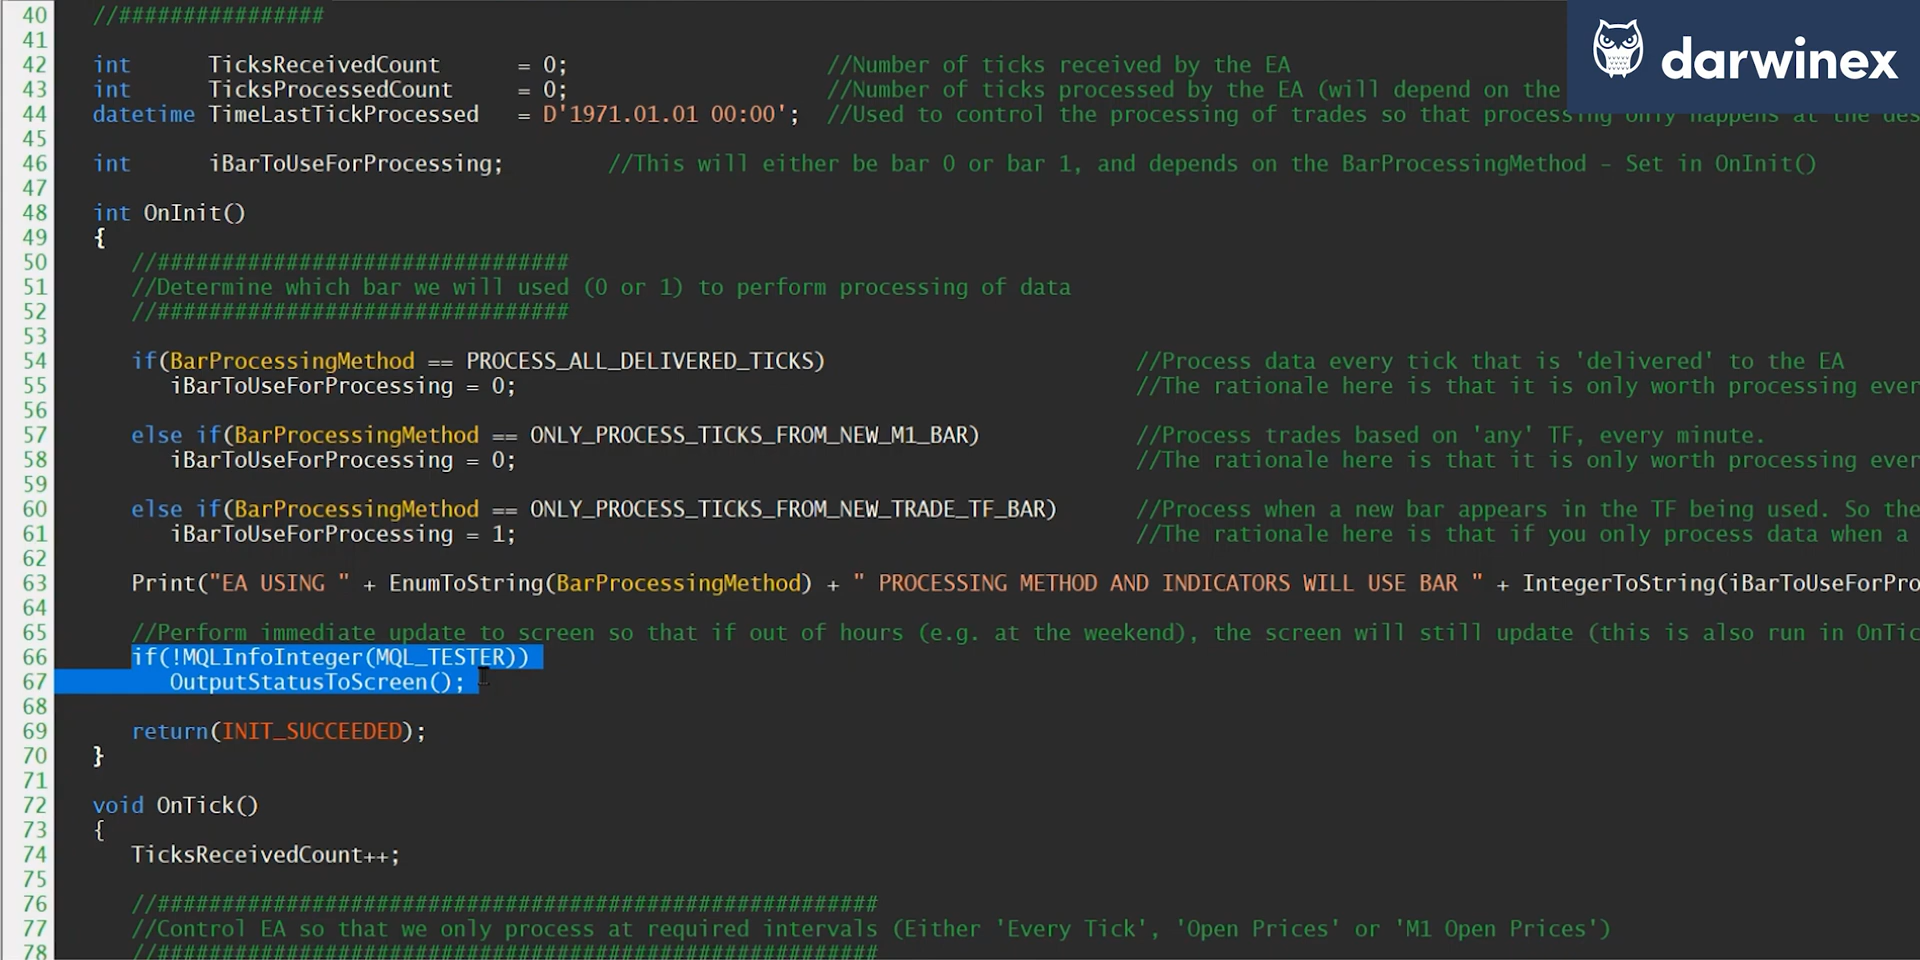 40 //################
darwinex
41
42 int TicksReceivedCount = 0; //Number of ticks received by the EA
43 int TicksProcessedCount = 0; //Number of ticks processed by the EA (will depend on the
44 datetime TimeLastTickProcessed = D'1971.01.01 00:00'; //Used to control the processing of trades so that processing only happens at the des
45
46 int iBarToUseForProcessing; //This will either be bar 0 or bar 1, and depends on the BarProcessingMethod - Set in OnInit()
47
48 int OnInit()
49 {
50 //################################
51 //Determine which bar we will used (0 or 1) to perform processing of data
52 //################################
53
54 if(BarProcessingMethod == PROCESS_ALL_DELIVERED_TICKS) //Process data every tick that is 'delivered' to the EA
55 iBarToUseForProcessing = 0; //The rationale here is that it is only worth processing ever
56
57 else if(BarProcessingMethod == ONLY_PROCESS_TICKS_FROM_NEW_M1_BAR) //Process trades based on 'any' TF, every minute.
58 iBarToUseForProcessing = 0; //The rationale here is that it is only worth processing ever
59
60 else if(BarProcessingMethod == ONLY_PROCESS_TICKS_FROM_NEW_TRADE_TF_BAR) //Process when a new bar appears in the TF being used. So the
61 iBarToUseForProcessing = 1; //The rationale here is that if you only process data when a
62
63 Print("EA USING " + EnumToString(BarProcessingMethod) + " PROCESSING METHOD AND INDICATORS WILL USE BAR " + IntegerToString(iBarToUseForPro
64
65 //Perform immediate update to screen so that if out of hours (e.g. at the weekend), the screen will still update (this is also run in OnTic
66 if(!MQLInfoInteger(MQL_TESTER))
67 OutputStatusToScreen();
68
69 return(INIT_SUCCEEDED);
70 }
71
72 void OnTick()
73 {
74 TicksReceivedCount++;
75
76 //########################################################
77 //Control EA so that we only process at required intervals (Either 'Every Tick', 'Open Prices' or 'M1 Open Prices')
78 //########################################################